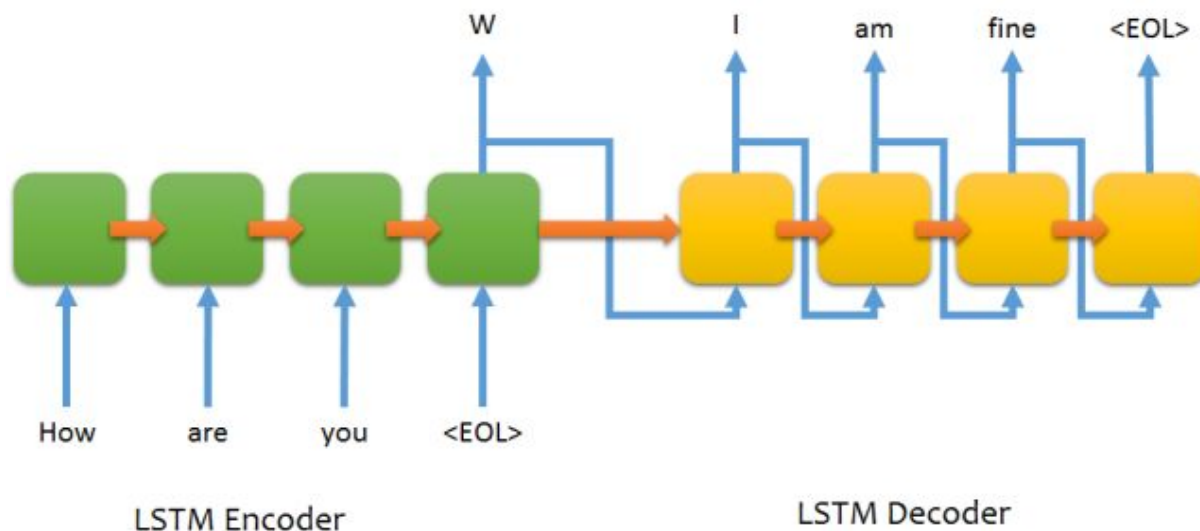 W I am fine <EOL>
How are you <EOL>
LSTM Encoder LSTM Decoder